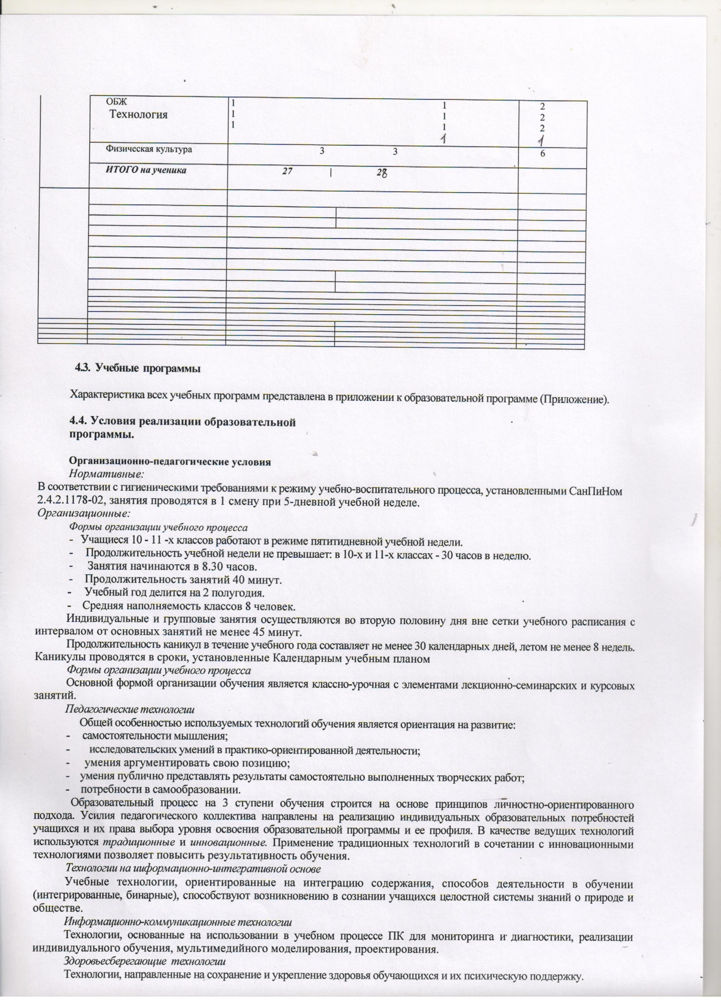 ОБЖ 1 1 2
Технология 1 1 2
1 1 2
1 1
Физическая культура 3 3 6
ИТОГО на ученика 27 | 28
4.3. Учебные программы
Характеристика всех учебных программ представлена в приложении к образовательной программе (Приложение).
4.4. Условия реализации образовательной
программы.
Организационно-педагогические условия
Нормативные:
В соответствии с гигиеническими требованиями к режиму учебно-воспитательного процесса, установленными СанПиНом
2.4.2.1178-02, занятия проводятся в 1 смену при 5-дневной учебной неделе.
Организационные:
Формы организации учебного процесса
- Учащиеся 10 - 11 -х классов работают в режиме пятитидневной учебной недели.
- Продолжительность учебной недели не превышает: в 10-х и 11-х классах - 30 часов в неделю.
- Занятия начинаются в 8.30 часов.
- Продолжительность занятий 40 минут.
- Учебный год делится на 2 полугодия.
- Средняя наполняемость классов 8 человек.
Индивидуальные и групповые занятия осуществляются во вторую половину дня вне сетки учебного расписания с
интервалом от основных занятий не менее 45 минут.
Продолжительность каникул в течение учебного года составляет не менее 30 календарных дней, летом не менее 8 недель.
Каникулы проводятся в сроки, установленные Календарным учебным планом
Формы организации учебного процесса
Основной формой организации обучения является классно-урочная с элементами лекционно-семинарских и курсовых
занятий.
Педагогические технологии
Общей особенностью используемых технологий обучения является ориентация на развитие:
- самостоятельности мышления;
- исследовательских умений в практико-ориентированной деятельности;
- умения аргументировать свою позицию;
- умения публично представлять результаты самостоятельно выполненных творческих работ;
- потребности в самообразовании.
Образовательный процесс на 3 ступени обучения строится на основе принципов личностно-ориентированного
подхода. Усилия педагогического коллектива направлены на реализацию индивидуальных образовательных потребностей
учащихся и их права выбора уровня освоения образовательной программы и ее профиля. В качестве ведущих технологий
используются традиционные и инновационные. Применение традиционных технологий в сочетании с инновационными
технологиями позволяет повысить результативность обучения.
Технологии на ииформационно-интегративной основе
Учебные технологии, ориентированные на интеграцию содержания, способов деятельности в обучении
(интегрированные, бинарные), способствуют возникновению в сознании учащихся целостной системы знаний о природе и
обществе.
Информационно-коммуникационные технологии
Технологии, основанные на использовании в учебном процессе ПК для мониторинга и диагностики, реализации
индивидуального обучения, мультимедийного моделирования, проектирования.
Здоровьесберегающие технологии
Технологии, направленные на сохранение и укрепление здоровья обучающихся и их психическую поддержку.